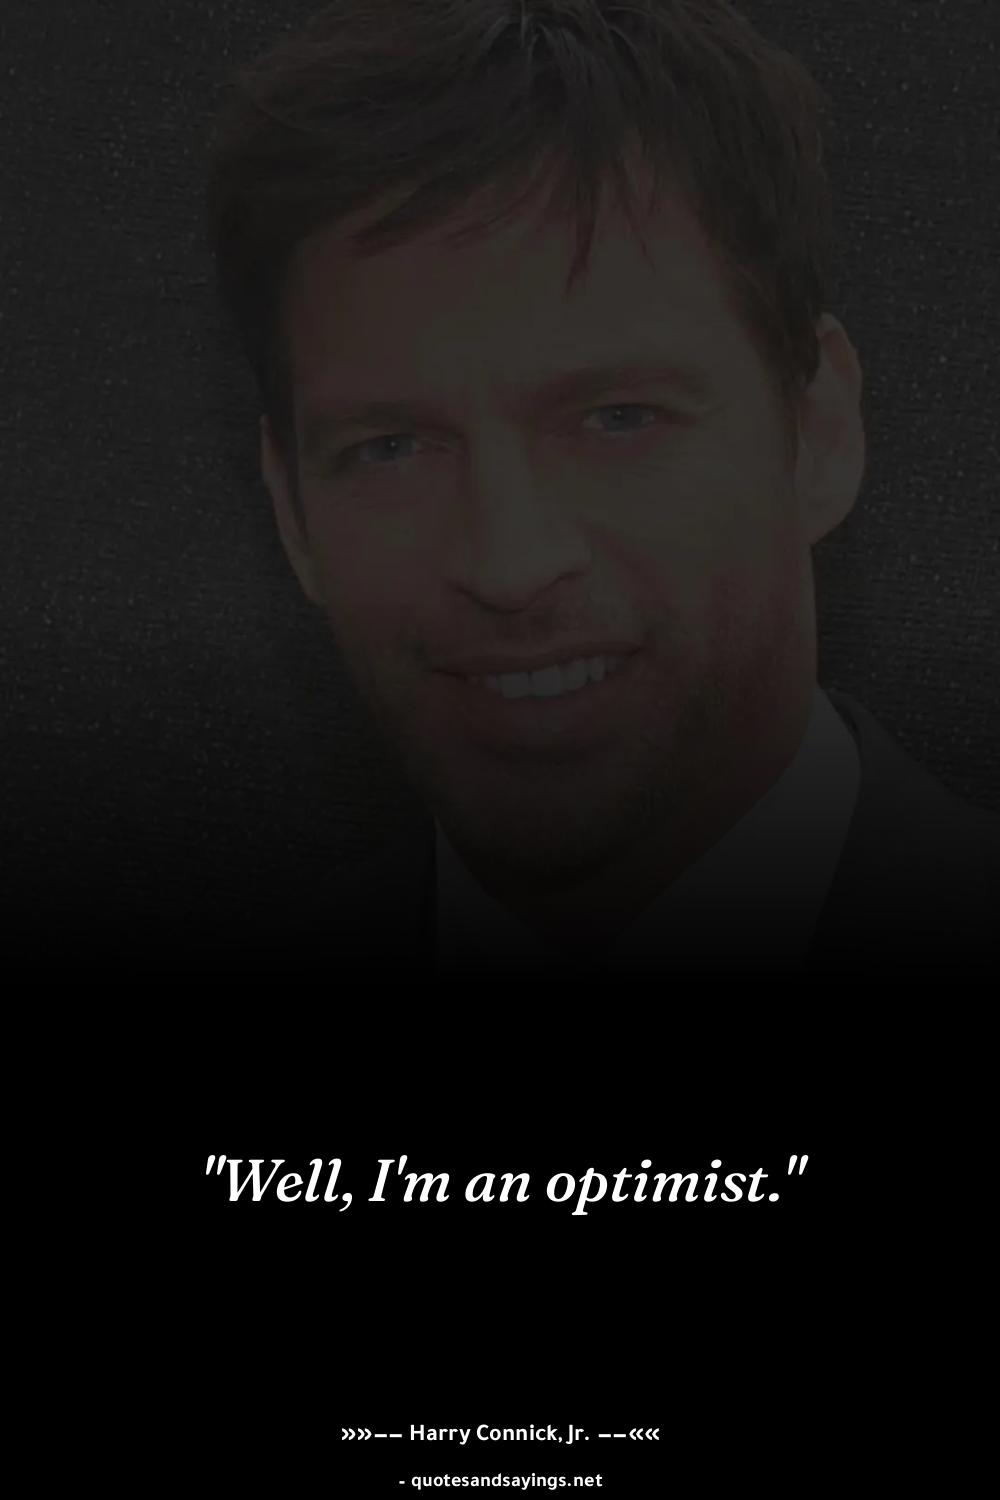 "Well, I'm an optimist."
»»–– Harry Connick, Jr. ––««
- quotesandsayings.net